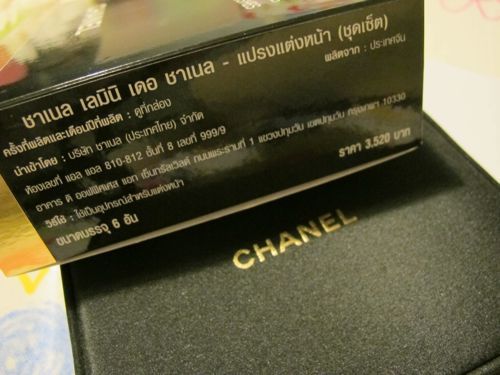 ชาเนล เลมินิ เดอ ชาเนล - แปรงแต่งหน้า (ชุดเซ็ต)
ครั้งที่ผลิตและเดือนปีที่ผลิต : ดูที่กล่อง
ผลิตจาก : ประเทศจีน
นำเข้าโดย : บริษัท ชาเนล (ประเทศไทย) จำกัด
ห้องเลขที่ แอล แอล 810-812 ชั้นที่ 8 เลขที่ 999/9
อาคาร ดิ ออฟฟิศเศส แอท เซ็นทรัลเวิลด์ ถนนพระรามที่ 1 แขวงปทุมวัน เขตปทุมวัน กรุงเทพฯ 10330
วิธีใช้ : ใช้เป็นอุปกรณ์สำหรับแต่งหน้า
ราคา 3,520 บาท
ขนาดบรรจุ 6 อัน
CHANEL